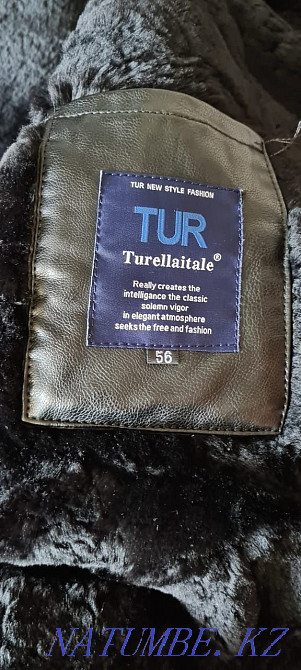 TUR NEW STYLE FASHION
TUR
Turellaitale®
Really creates the
intelligance the classic
solemn vigor
in elegant atmosphere
seeks the free and fashion
56
NATUMBE.KZ